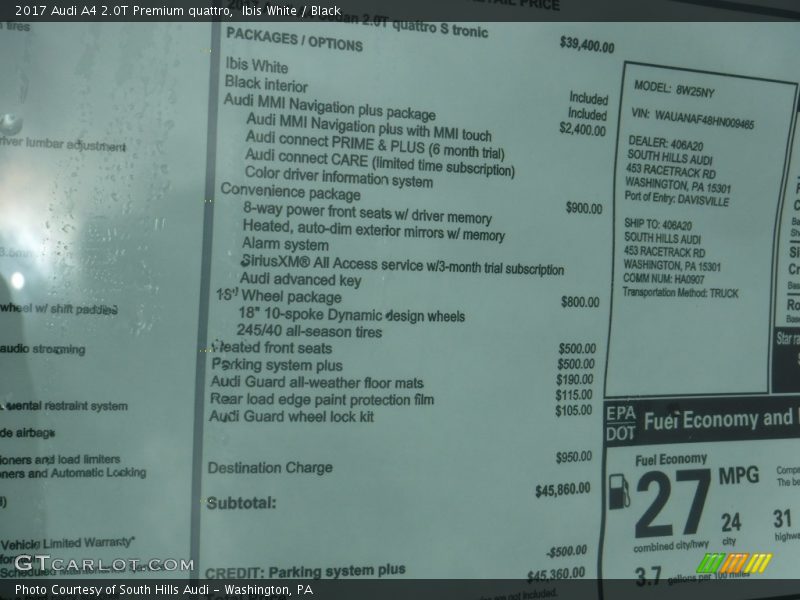 2017 Audi A4 2.0T Premium quattro, Ibis White / Black
RETAIL PRICE
Sedan 2.0T quattro S tronic
$39,400.00
PACKAGES / OPTIONS
Ibis White
Included
Black interior
Included
Audi MMI Navigation plus package
$2,400.00
Audi MMI Navigation plus with MMI touch
Audi connect PRIME & PLUS (6 month trial)
Audi connect CARE (limited time subscription)
Color driver information system
Convenience package
$900.00
8-way power front seats w/ driver memory
Heated, auto-dim exterior mirrors w/ memory
Alarm system
SiriusXM® All Access service w/3-month trial subscription
Audi advanced key
18" Wheel package
$800.00
18" 10-spoke Dynamic design wheels
245/40 all-season tires
Heated front seats
$500.00
Parking system plus
$500.00
Audi Guard all-weather floor mats
$190.00
Rear load edge paint protection film
$115.00
Audi Guard wheel lock kit
$105.00
Destination Charge
$950.00
Subtotal:
$45,860.00
-$500.00
CREDIT: Parking system plus
$45,360.00
not included.
MODEL: 8W25NY
VIN: WAUANAF48HN009465
DEALER: 406A20
SOUTH HILLS AUDI
453 RACETRACK RD
WASHINGTON, PA 15301
Port of Entry: DAVISVILLE
SHIP TO: 406A20
SOUTH HILLS AUDI
453 RACETRACK RD
WASHINGTON, PA 15301
COMM NUM: HA0907
Transportation Method: TRUCK
EPA
DOT
Fuel Economy and
Fuel Economy
27 MPG
combined city/hwy
24
city
31
highway
3.7 gallons per 100 miles
Star
tires
driver lumbar adjustment
wheel w/ shift paddles
audio streaming
restraint system
airbags
and load limiters
and Automatic Locking
Vehicle Limited Warranty*
Scheduled
GTCARLOT.COM
Photo Courtesy of South Hills Audi - Washington, PA